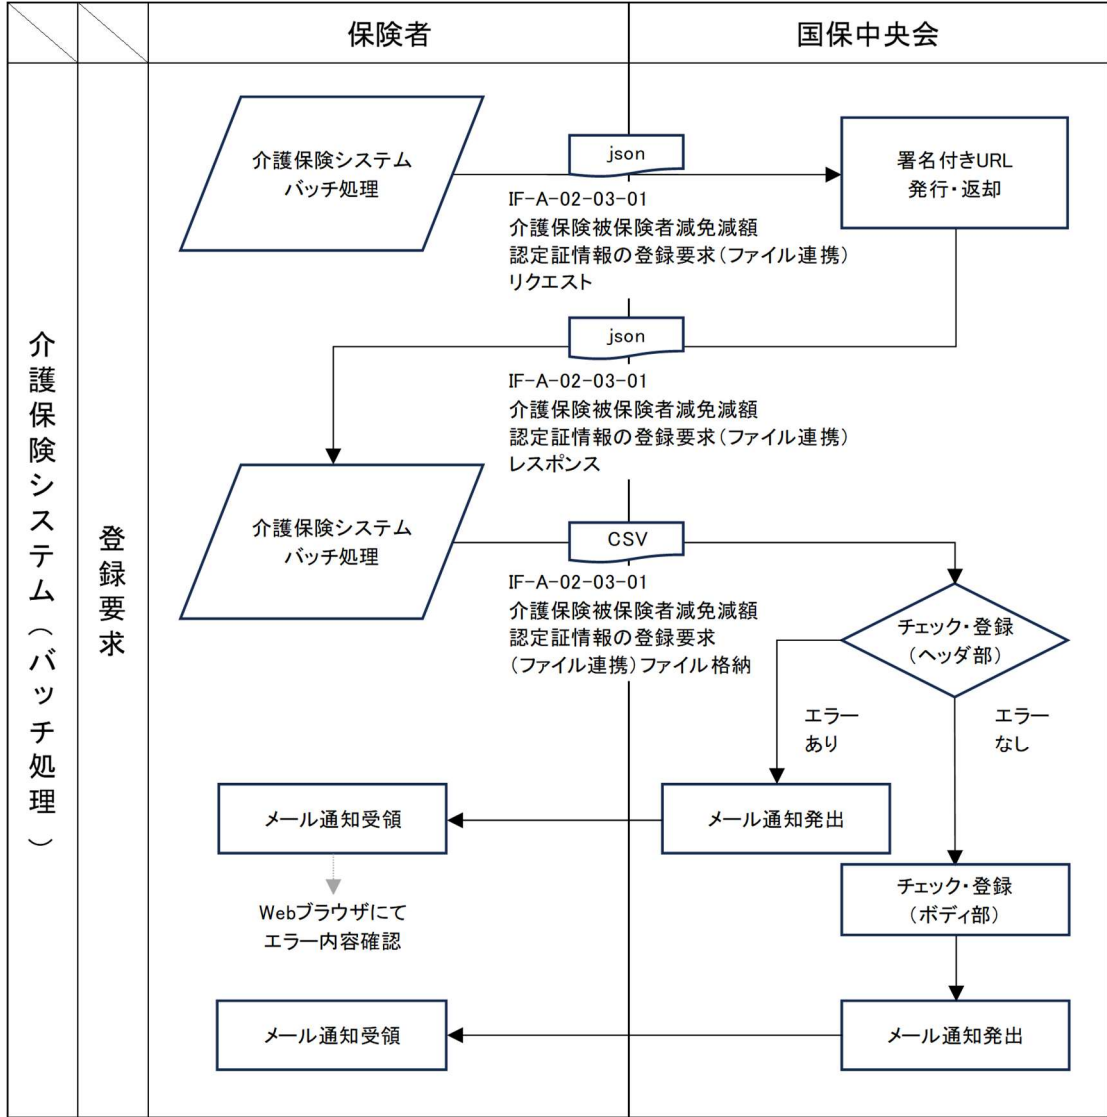 保険者
国保中央会
介護保険システム（バッチ処理）
登録要求
介護保険システム
バッチ処理
json
署名付きURL
発行・返却
IF-A-02-03-01
介護保険被保険者減免減額
認定証情報の登録要求（ファイル連携）
リクエスト
json
IF-A-02-03-01
介護保険被保険者減免減額
認定証情報の登録要求（ファイル連携）
レスポンス
介護保険システム
バッチ処理
CSV
IF-A-02-03-01
介護保険被保険者減免減額
認定証情報の登録要求
（ファイル連携）ファイル格納
チェック・登録
（ヘッダ部）
エラー
あり
エラー
なし
メール通知受領
メール通知発出
Webブラウザにて
エラー内容確認
チェック・登録
（ボディ部）
メール通知受領
メール通知発出